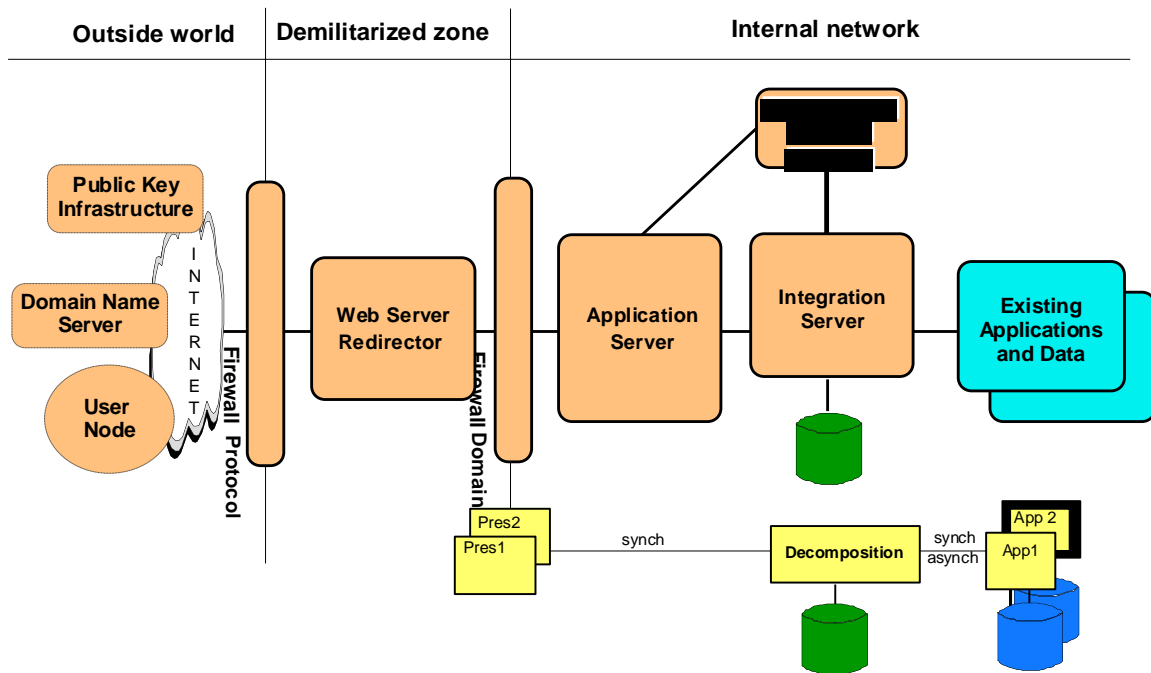 Outside world
Demilitarized zone
Internal network
Public Key
Infrastructure
Domain Name
Server
User
Node
INTERNET
Firewall Protocol
Web Server
Redirector
Firewall Domain
Application
Server
Integration
Server
Existing
Applications
and Data
Pres2
Pres1
synch
Decomposition
synch
asynch
App 2
App1